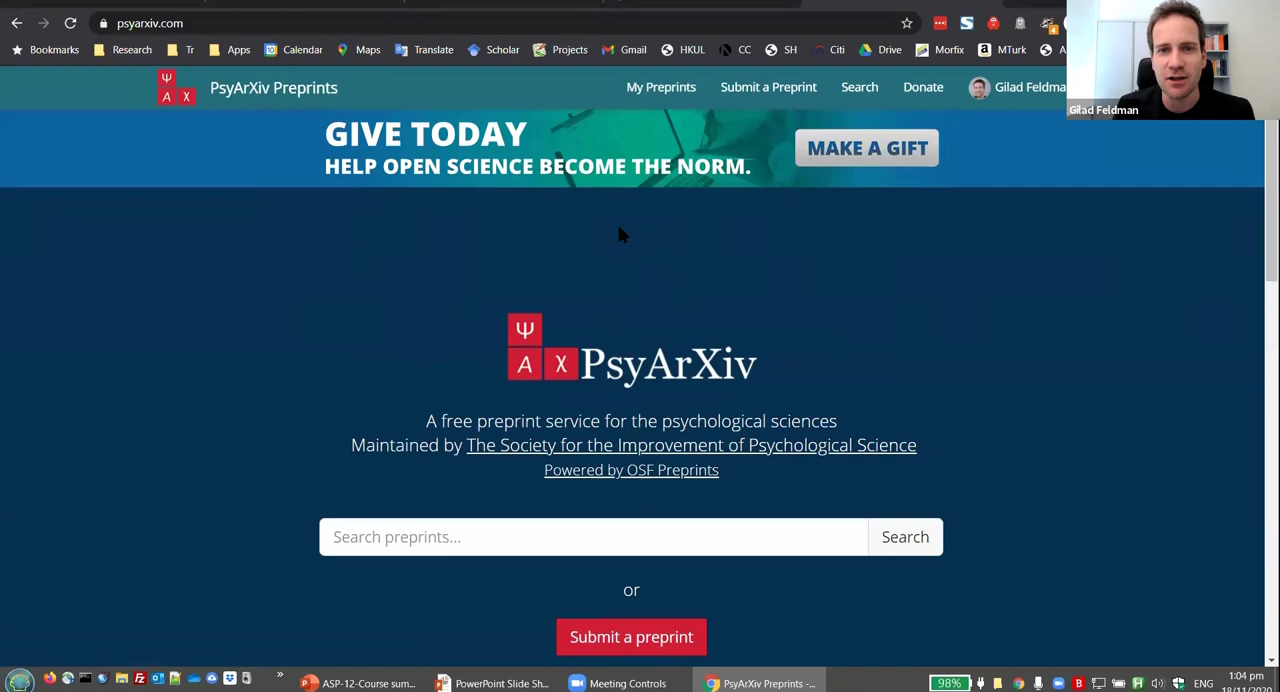 psyarxiv.com
Bookmarks Research Tr Apps Calendar Maps Translate Scholar Projects Gmail HKUL CC SH Citi Drive Morfix MTurk
Ψ
A X
PsyArXiv Preprints My Preprints Submit a Preprint Search Donate Gilad Feldma
Gilad Feldman
GIVE TODAY
HELP OPEN SCIENCE BECOME THE NORM.
MAKE A GIFT
Ψ
A χ PsyArXiv
A free preprint service for the psychological sciences
Maintained by The Society for the Improvement of Psychological Science
Powered by OSF Preprints
Search preprints... Search
or
Submit a preprint
ASP-12-Course sum... PowerPoint Slide Sh... Meeting Controls PsyArXiv Preprints -... 98% ENG 1:04 pm
18/11/2020